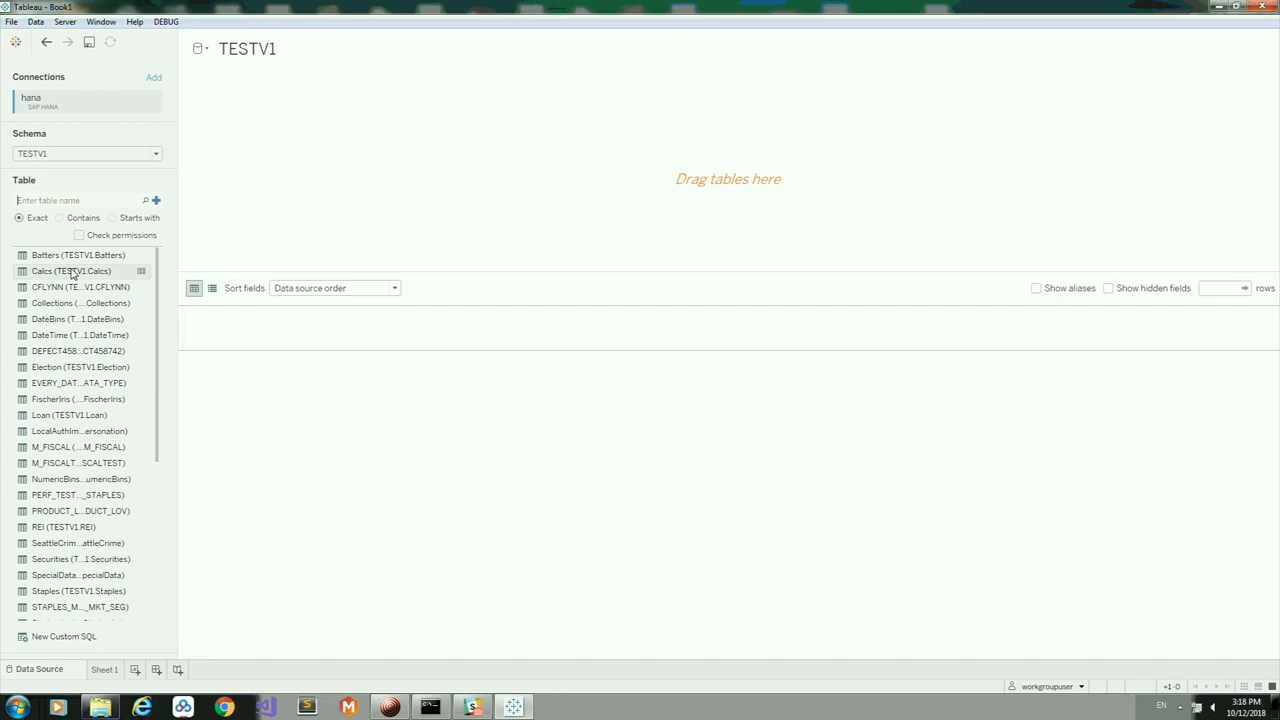 Tableau - Book1
File Data Server Window Help DEBUG
TESTV1
Connections Add
hana
SAP HANA
Schema
TESTV1
Table
Enter table name
Exact Contains Starts with
Check permissions
Batters (TESTV1.Batters)
Calcs (TESTV1.Calcs)
CFLYNN (TE...V1.CFLYNN)
Collections (....Collections)
DateBins (T...1.DateBins)
DateTime (T...1.DateTime)
DEFECT458...CT458742)
Election (TESTV1.Election)
EVERY_DAT...ATA_TYPE)
FischerIris (....FischerIris)
Loan (TESTV1.Loan)
LocalAuthIm...ersonation)
M_FISCAL (....M_FISCAL)
M_FISCALT...SCALTEST)
NumericBins...umericBins)
PERF_TEST..._STAPLES)
PRODUCT_L...DUCT_LOV)
REI (TESTV1.REI)
SeattleCrim...attleCrime)
Securities (T...1.Securities)
SpecialData...pecialData)
Staples (TESTV1.Staples)
STAPLES_M..._MKT_SEG)
New Custom SQL
Drag tables here
Sort fields Data source order Show aliases Show hidden fields rows
Data Source Sheet 1
workgroupuser +1 -0
EN 3:18 PM
10/12/2018